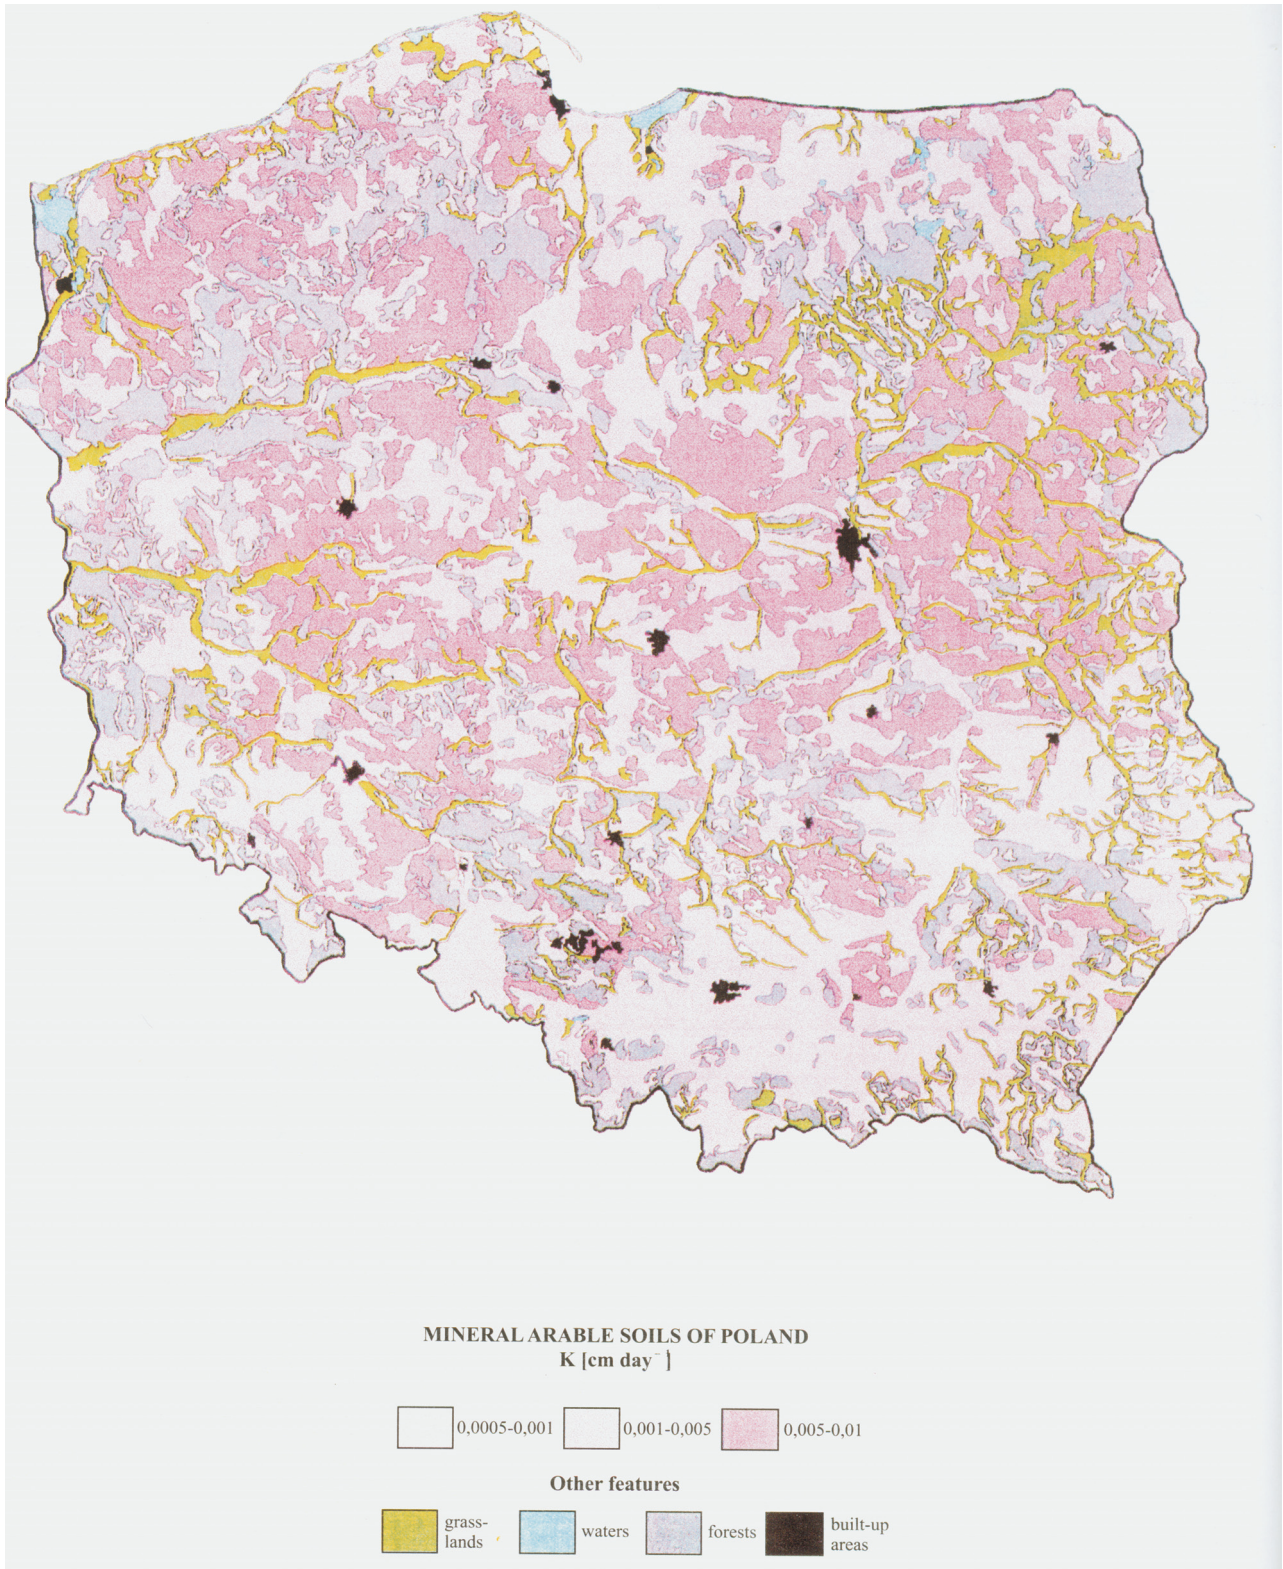 MINERAL ARABLE SOILS OF POLAND
K [cm day⁻ ]
0,0005-0,001 0,001-0,005 0,005-0,01
Other features
grass-
lands
waters
forests
built-up
areas